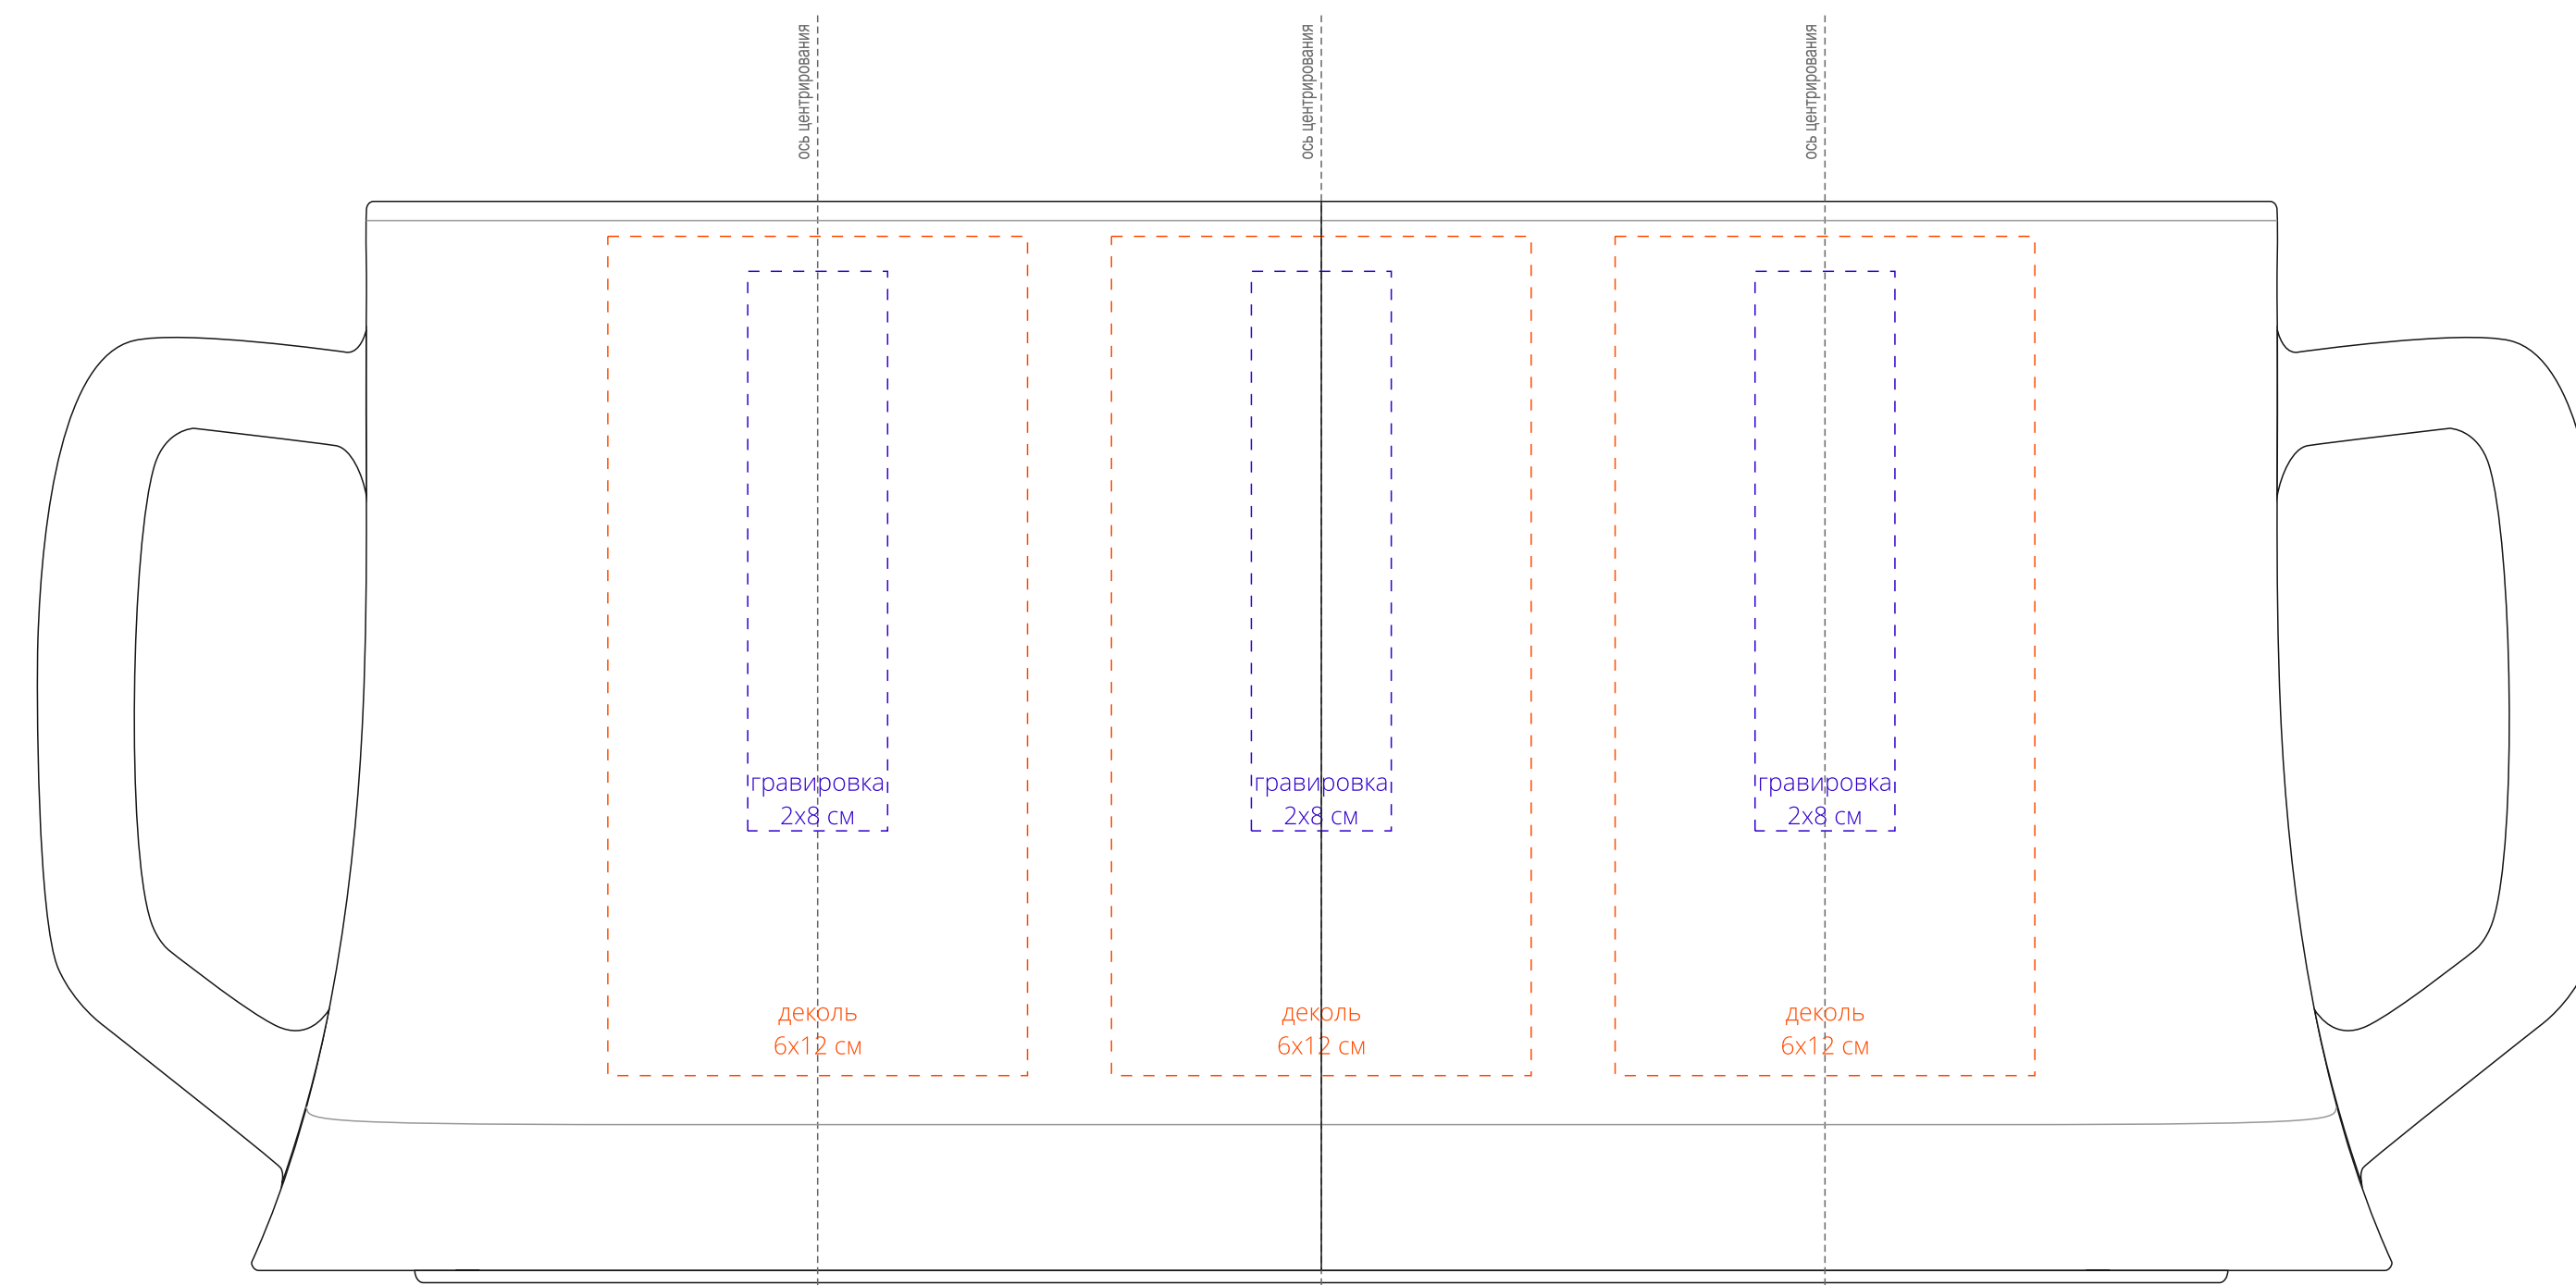 ось центрирования
ось центрирования
ось центрирования
гравировка
2x8 см
гравировка
2x8 см
гравировка
2x8 см
деколь
6x12 см
деколь
6x12 см
деколь
6x12 см